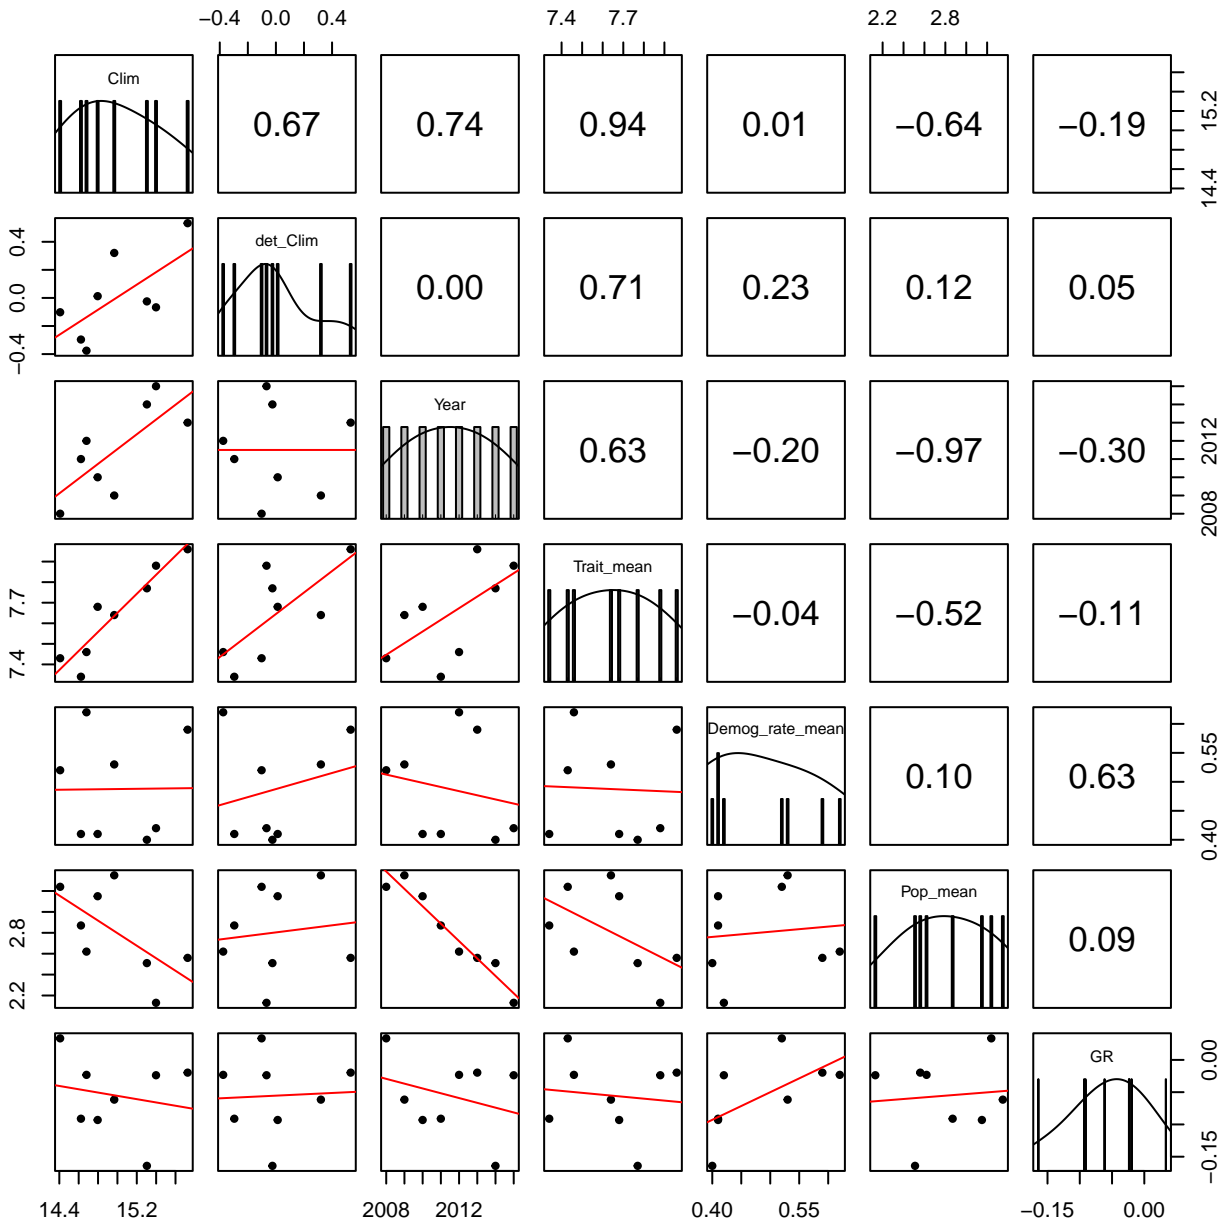 −0.4 0.0 0.4 7.4 7.7 2.2 2.8
Clim 0.67 0.74 0.94 0.01 −0.64 −0.19
14.4 15.2
−0.4 0.0 0.4
det_Clim 0.00 0.71 0.23 0.12 0.05
Year 0.63 −0.20 −0.97 −0.30
2008 2012
7.4 7.7
Trait_mean −0.04 −0.52 −0.11
Demog_rate_mean 0.10 0.63
0.40 0.55
2.2 2.8
Pop_mean 0.09
GR
−0.15 0.00
14.4 15.2 2008 2012 0.40 0.55 −0.15 0.00